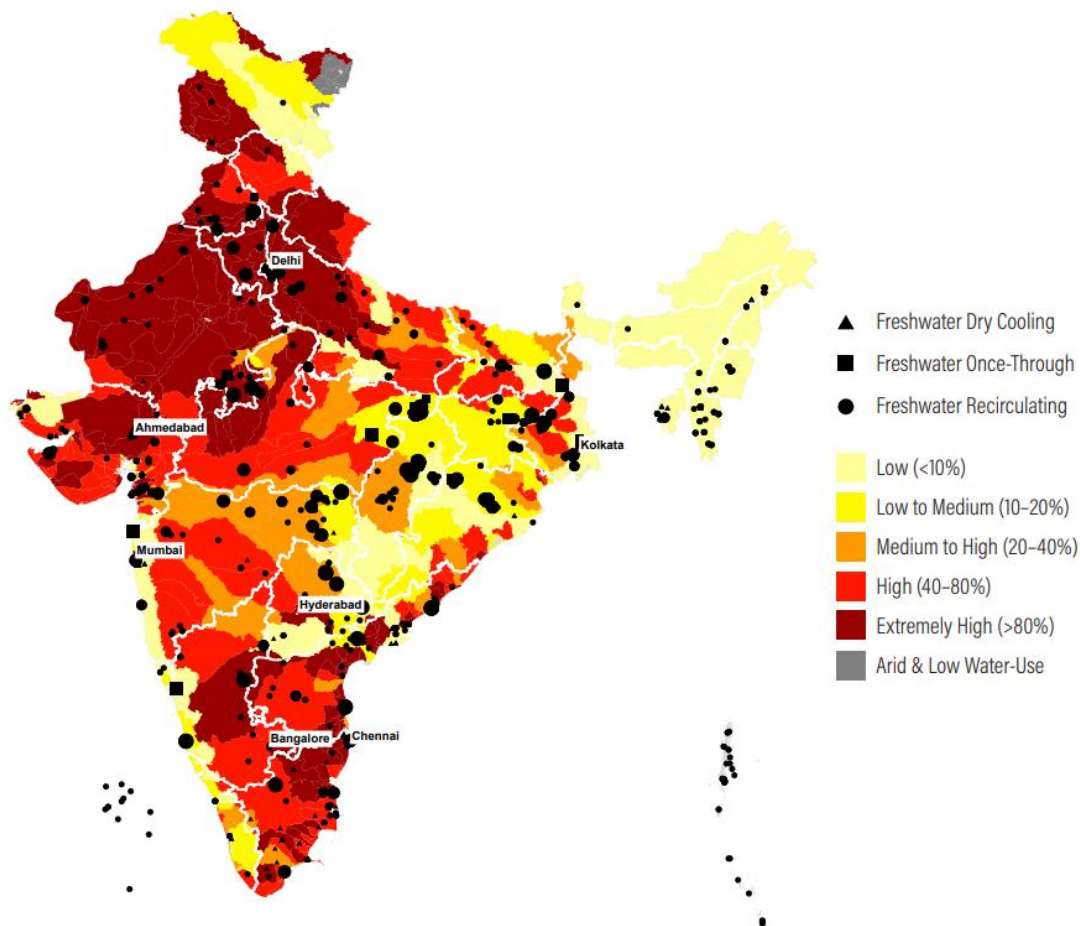 Delhi
Ahmedabad
Kolkata
Mumbai
Hyderabad
Bangalore
Chennai
Freshwater Dry Cooling
Freshwater Once-Through
Freshwater Recirculating
Low (<10%)
Low to Medium (10–20%)
Medium to High (20–40%)
High (40–80%)
Extremely High (>80%)
Arid & Low Water-Use